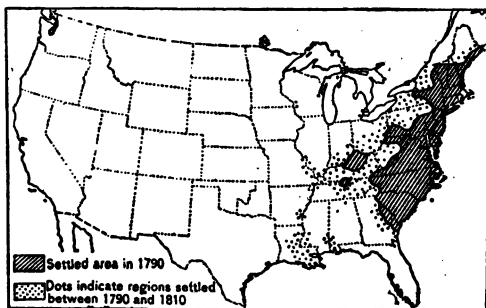 Settled area in 1790
Dots indicate regions settled
between 1790 and 1810